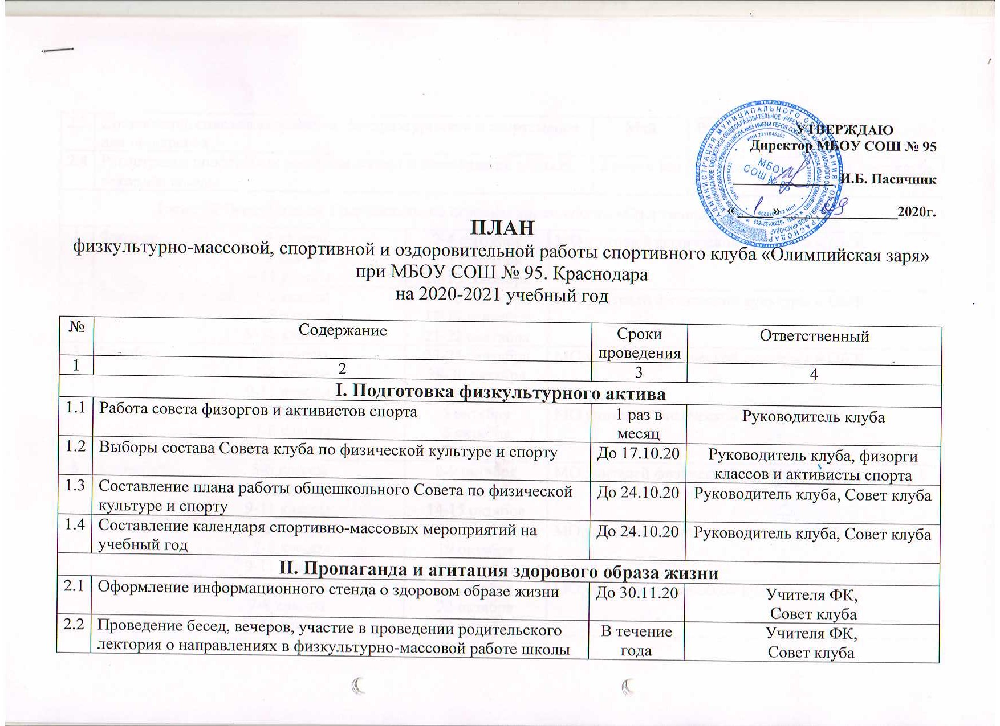 УТВЕРЖДАЮ
Директор МБОУ СОШ № 95
МБОУ
СОШ № 95
И.Б. Пасичник
« 1 » 09 2020г.
ПЛАН
физкультурно-массовой, спортивной и оздоровительной работы спортивного клуба «Олимпийская заря»
при МБОУ СОШ № 95. Краснодара
на 2020-2021 учебный год
№ Содержание Сроки Ответственный
проведения
1 2 3 4
I. Подготовка физкультурного актива
1.1 Работа совета физоргов и активистов спорта 1 раз в Руководитель клуба
месяц
1.2 Выборы состава Совета клуба по физической культуре и спорту До 17.10.20 Руководитель клуба, физорги
классов и активисты спорта
1.3 Составление плана работы общешкольного Совета по физической До 24.10.20 Руководитель клуба, Совет клуба
культуре и спорту
1.4 Составление календаря спортивно-массовых мероприятий на До 24.10.20 Руководитель клуба, Совет клуба
учебный год
II. Пропаганда и агитация здорового образа жизни
2.1 Оформление информационного стенда о здоровом образе жизни До 30.11.20 Учителя ФК,
Совет клуба
2.2 Проведение бесед, вечеров, участие в проведении родительского В течение Учителя ФК,
лектория о направлениях в физкультурно-массовой работе школы года Совет клуба